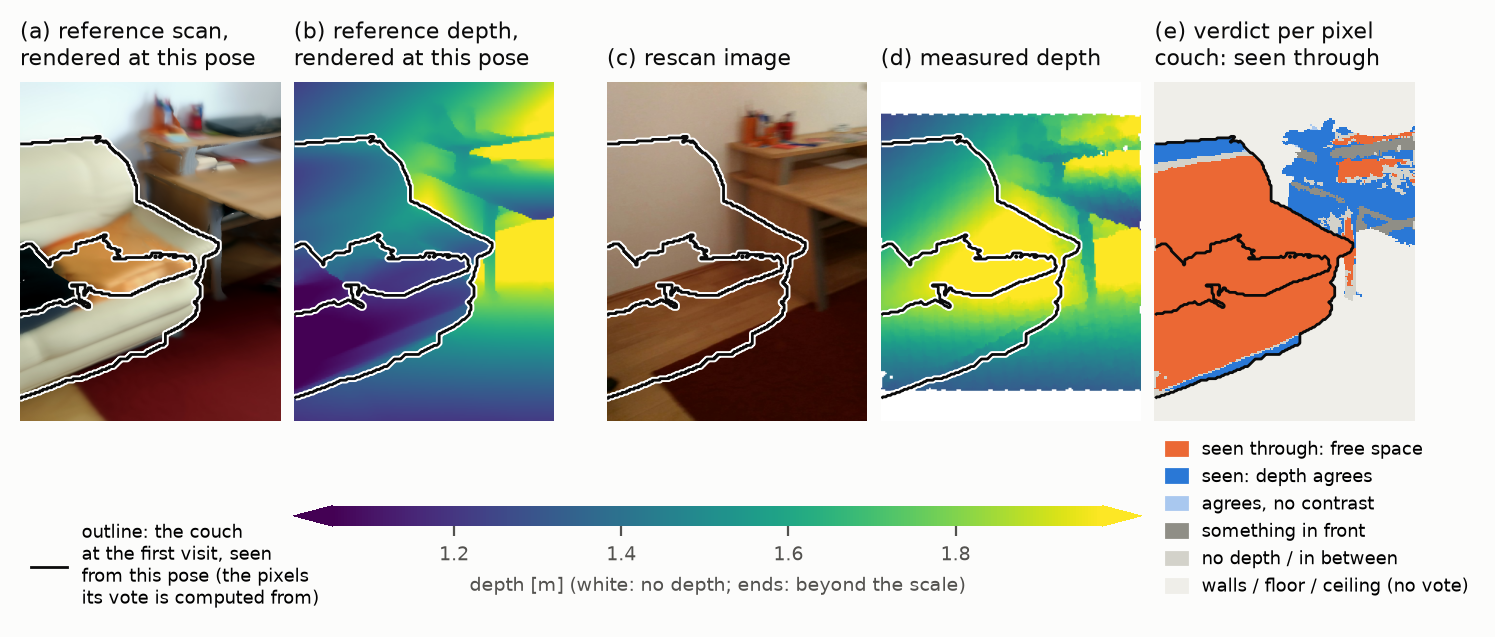 (a) reference scan,
rendered at this pose
(b) reference depth,
rendered at this pose
(c) rescan image
(d) measured depth
(e) verdict per pixel
couch: seen through
seen through: free space
seen: depth agrees
agrees, no contrast
something in front
no depth / in between
walls / floor / ceiling (no vote)
outline: the couch
at the first visit, seen
from this pose (the pixels
its vote is computed from)
1.2 1.4 1.6 1.8
depth [m] (white: no depth; ends: beyond the scale)